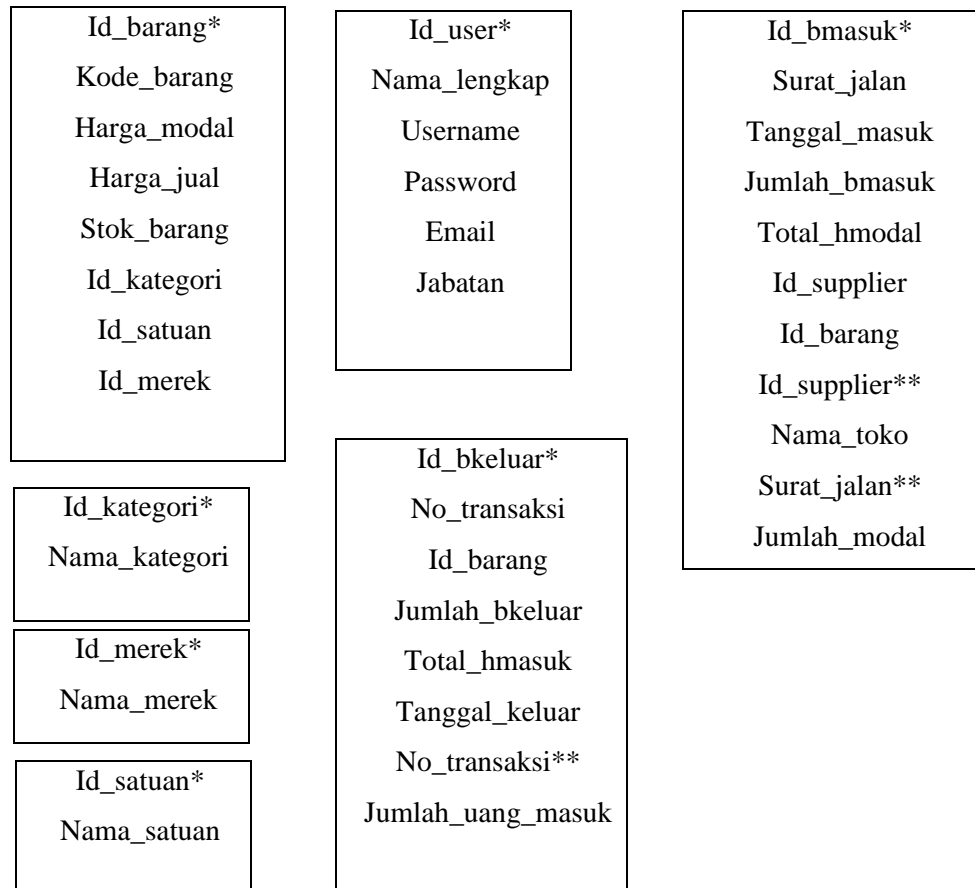 Id_barang*
Kode_barang
Harga_modal
Harga_jual
Stok_barang
Id_kategori
Id_satuan
Id_merek
Id_kategori*
Nama_kategori
Id_merek*
Nama_merek
Id_satuan*
Nama_satuan
Id_user*
Nama_lengkap
Username
Password
Email
Jabatan
Id_bkeluar*
No_transaksi
Id_barang
Jumlah_bkeluar
Total_hmasuk
Tanggal_keluar
No_transaksi**
Jumlah_uang_masuk
Id_bmasuk*
Surat_jalan
Tanggal_masuk
Jumlah_bmasuk
Total_hmodal
Id_supplier
Id_barang
Id_supplier**
Nama_toko
Surat_jalan**
Jumlah_modal